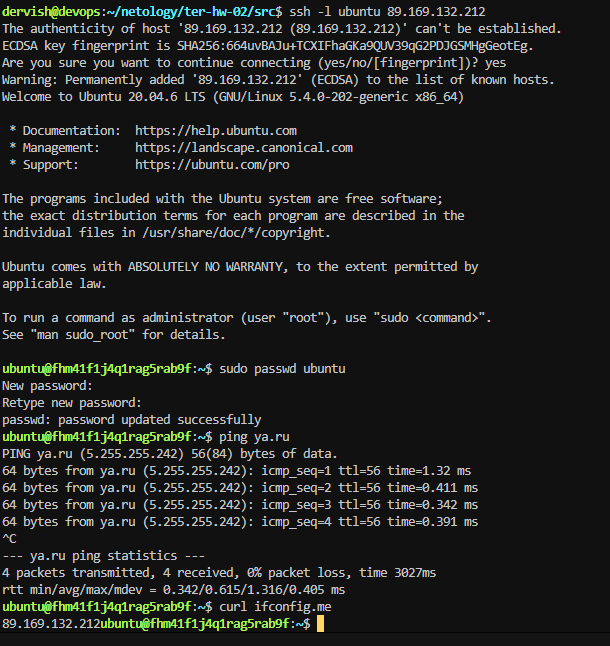 dervish@devops:~/netology/ter-hw-02/src$ ssh -l ubuntu 89.169.132.212
The authenticity of host '89.169.132.212 (89.169.132.212)' can't be established.
ECDSA key fingerprint is SHA256:664uvBAJu+TCXIFhaGKa9QUV39qG2PDJGSMHgGeotEg.
Are you sure you want to continue connecting (yes/no/[fingerprint])? yes
Warning: Permanently added '89.169.132.212' (ECDSA) to the list of known hosts.
Welcome to Ubuntu 20.04.6 LTS (GNU/Linux 5.4.0-202-generic x86_64)

 * Documentation:  https://help.ubuntu.com
 * Management:     https://landscape.canonical.com
 * Support:        https://ubuntu.com/pro

The programs included with the Ubuntu system are free software;
the exact distribution terms for each program are described in the
individual files in /usr/share/doc/*/copyright.

Ubuntu comes with ABSOLUTELY NO WARRANTY, to the extent permitted by
applicable law.

To run a command as administrator (user "root"), use "sudo <command>".
See "man sudo_root" for details.

ubuntu@fhm41f1j4q1rag5rab9f:~$ sudo passwd ubuntu
New password:
Retype new password:
passwd: password updated successfully
ubuntu@fhm41f1j4q1rag5rab9f:~$ ping ya.ru
PING ya.ru (5.255.255.242) 56(84) bytes of data.
64 bytes from ya.ru (5.255.255.242): icmp_seq=1 ttl=56 time=1.32 ms
64 bytes from ya.ru (5.255.255.242): icmp_seq=2 ttl=56 time=0.411 ms
64 bytes from ya.ru (5.255.255.242): icmp_seq=3 ttl=56 time=0.342 ms
64 bytes from ya.ru (5.255.255.242): icmp_seq=4 ttl=56 time=0.391 ms
^C
--- ya.ru ping statistics ---
4 packets transmitted, 4 received, 0% packet loss, time 3027ms
rtt min/avg/max/mdev = 0.342/0.615/1.316/0.405 ms
ubuntu@fhm41f1j4q1rag5rab9f:~$ curl ifconfig.me
89.169.132.212ubuntu@fhm41f1j4q1rag5rab9f:~$